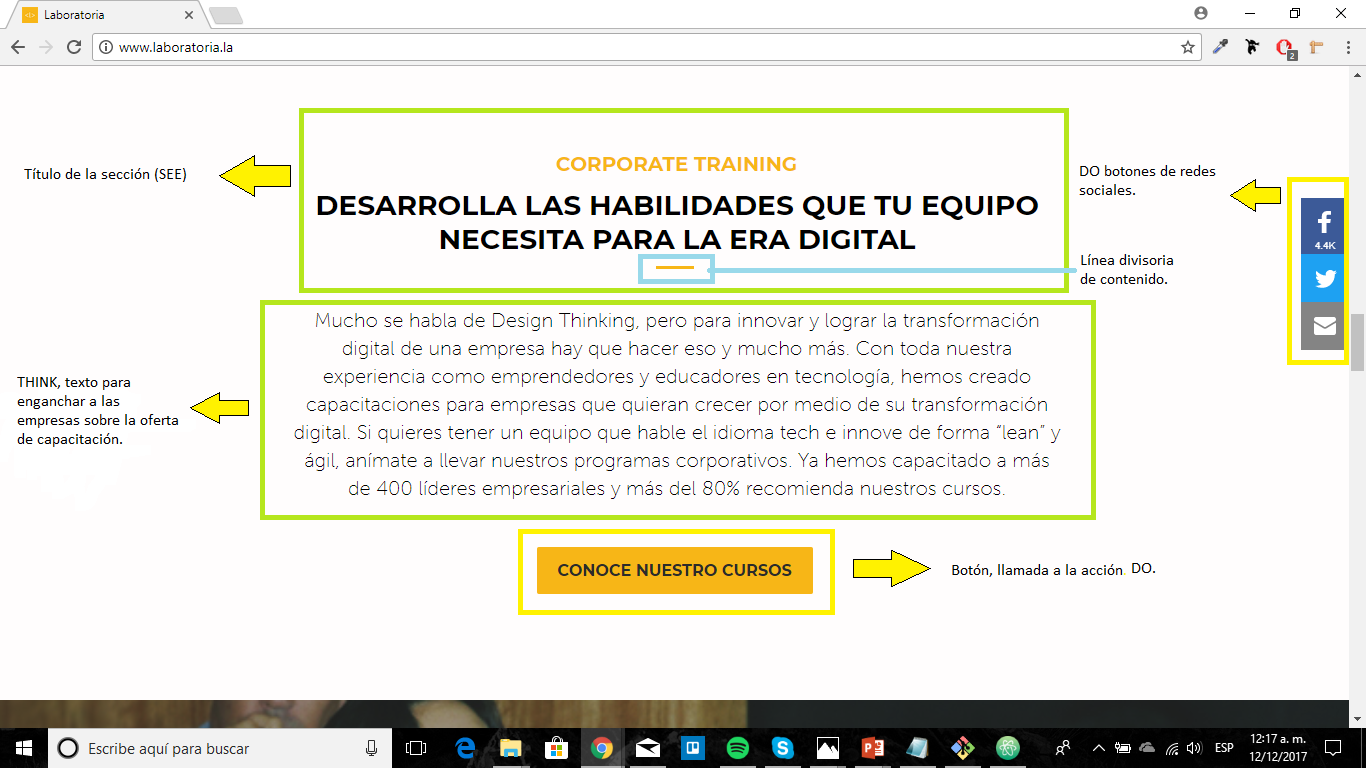 Laboratoria
www.laboratoria.la
2
Título de la sección (SEE)
CORPORATE TRAINING
DESARROLLA LAS HABILIDADES QUE TU EQUIPO
NECESITA PARA LA ERA DIGITAL
DO botones de redes
sociales.
4.4K
Línea divisoria
de contenido.
Mucho se habla de Design Thinking, pero para innovar y lograr la transformación
digital de una empresa hay que hacer eso y mucho más. Con toda nuestra
experiencia como emprendedores y educadores en tecnología, hemos creado
capacitaciones para empresas que quieran crecer por medio de su transformación
digital. Si quieres tener un equipo que hable el idioma tech e innove de forma “lean” y
ágil, anímate a llevar nuestros programas corporativos. Ya hemos capacitado a más
de 400 líderes empresariales y más del 80% recomienda nuestros cursos.
THINK, texto para
enganchar a las
empresas sobre la oferta
de capacitación.
CONOCE NUESTRO CURSOS
Botón, llamada a la acción DO.
Escribe aquí para buscar
ESP
12:17 a. m.
12/12/2017